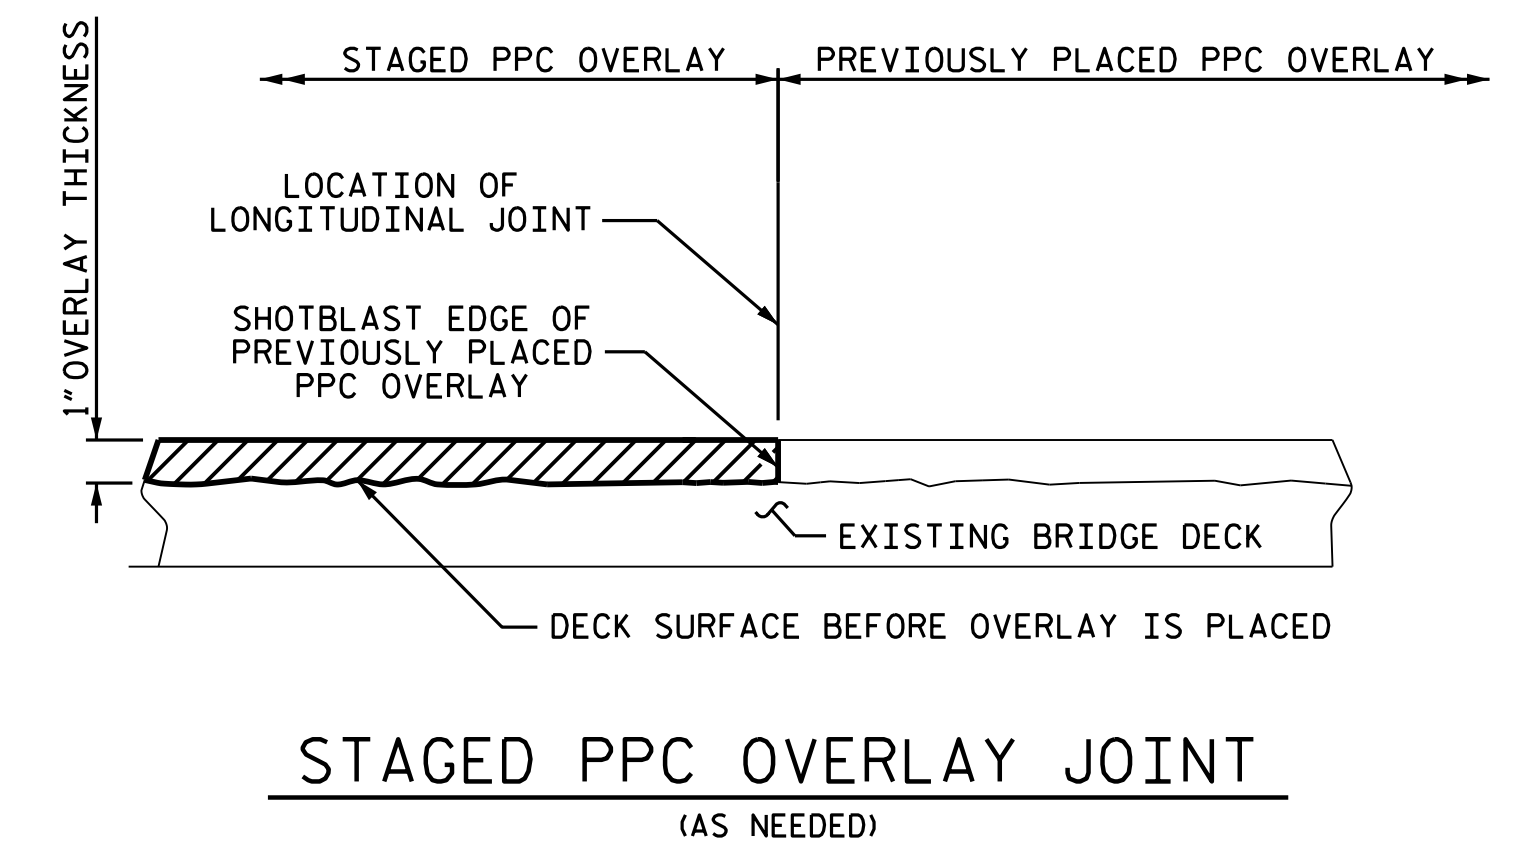 1" OVERLAY THICKNESS
STAGED PPC OVERLAY
PREVIOUSLY PLACED PPC OVERLAY
LOCATION OF
LONGITUDINAL JOINT
SHOTBLAST EDGE OF
PREVIOUSLY PLACED
PPC OVERLAY
EXISTING BRIDGE DECK
DECK SURFACE BEFORE OVERLAY IS PLACED
STAGED PPC OVERLAY JOINT
(AS NEEDED)